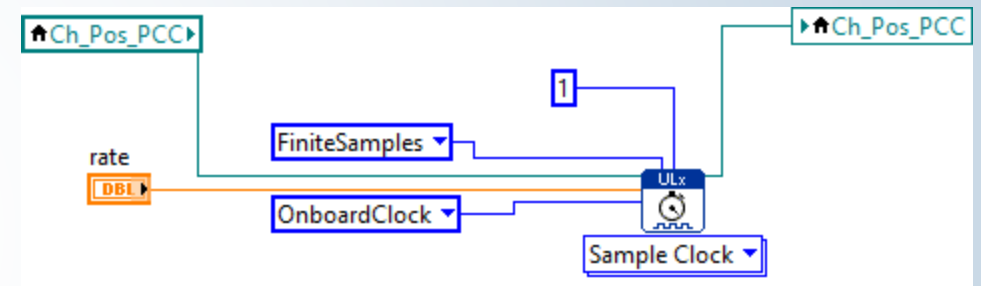 Ch_Pos_PCC
Ch_Pos_PCC
1
FiniteSamples
rate
DBL
OnboardClock
ULx
Sample Clock